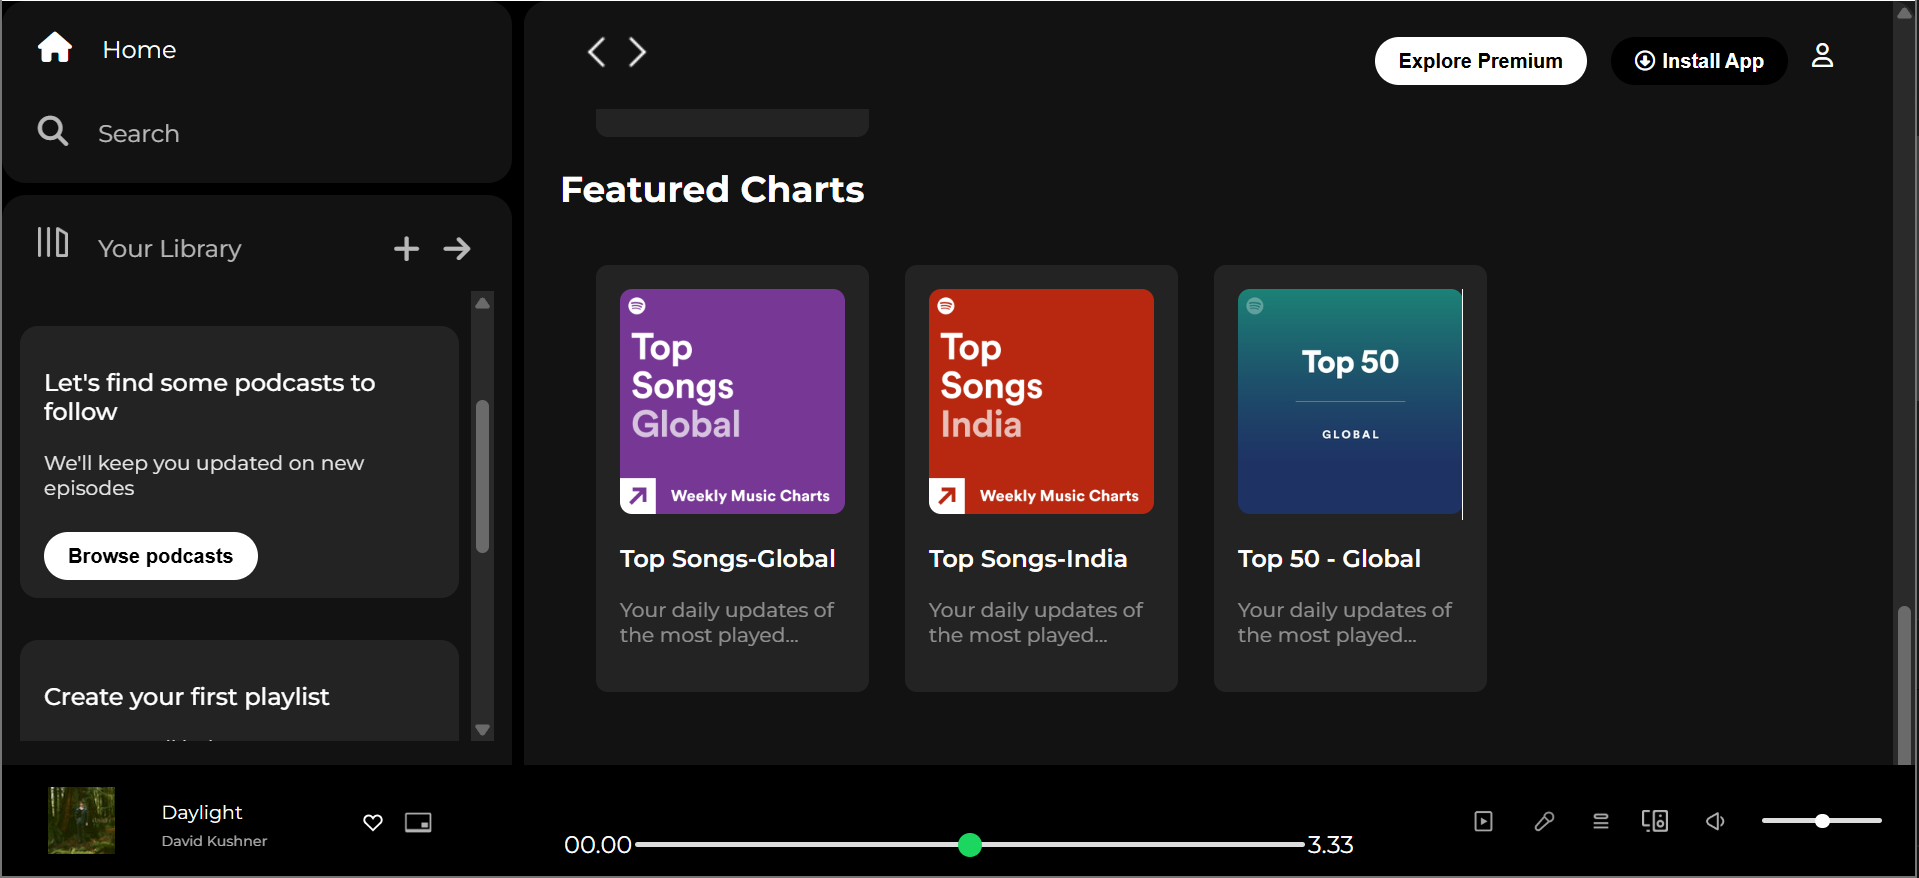 Home
Search
Your Library
Let's find some podcasts to
follow
We'll keep you updated on new
episodes
Browse podcasts
Create your first playlist
Explore Premium
Install App
Featured Charts
Top
Songs
Global
Weekly Music Charts
Top Songs-Global
Your daily updates of
the most played...
Top
Songs
India
Weekly Music Charts
Top Songs-India
Your daily updates of
the most played...
Top 50
GLOBAL
Top 50 - Global
Your daily updates of
the most played...
Daylight
David Kushner
00.00
3.33